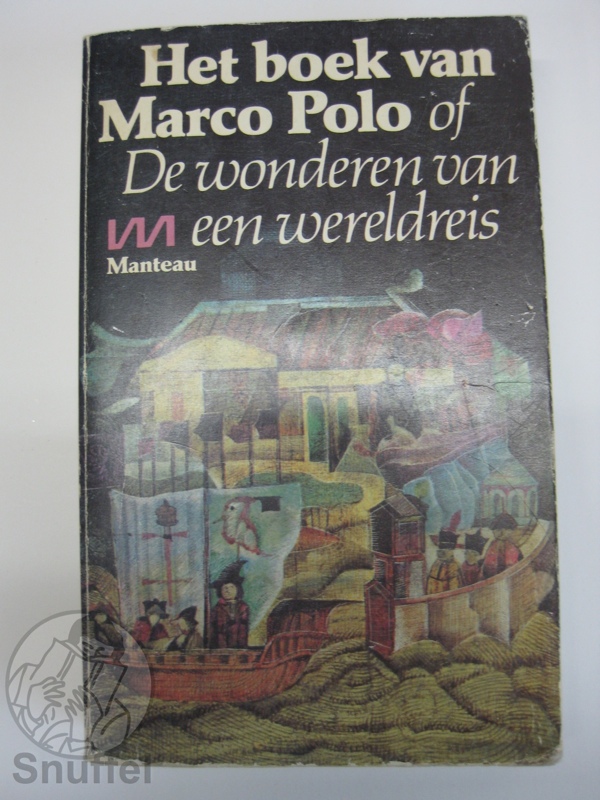 Het boek van
Marco Polo of
De wonderen van
een wereldreis
Manteau
Snuffel